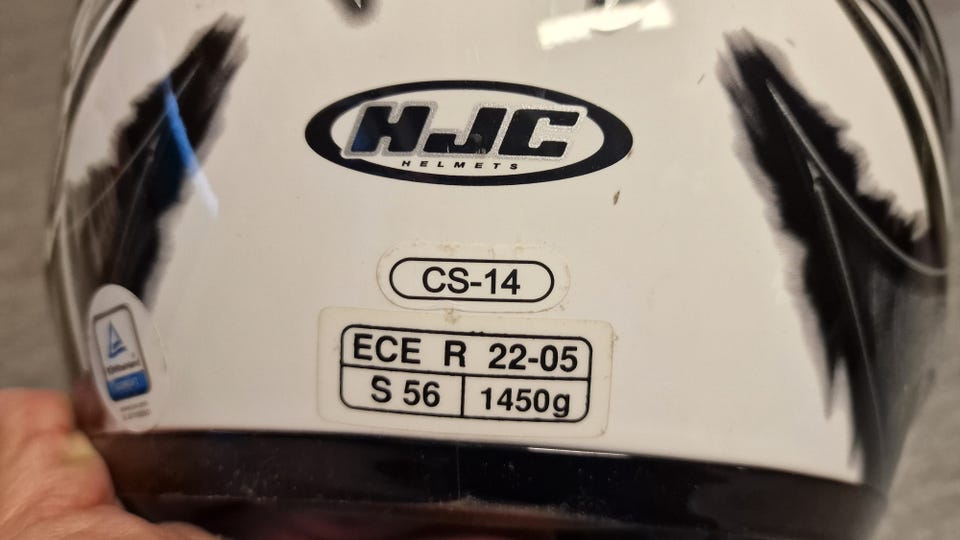 HJC
HELMETS
CS-14
ECE R 22-05
S 56 1450g